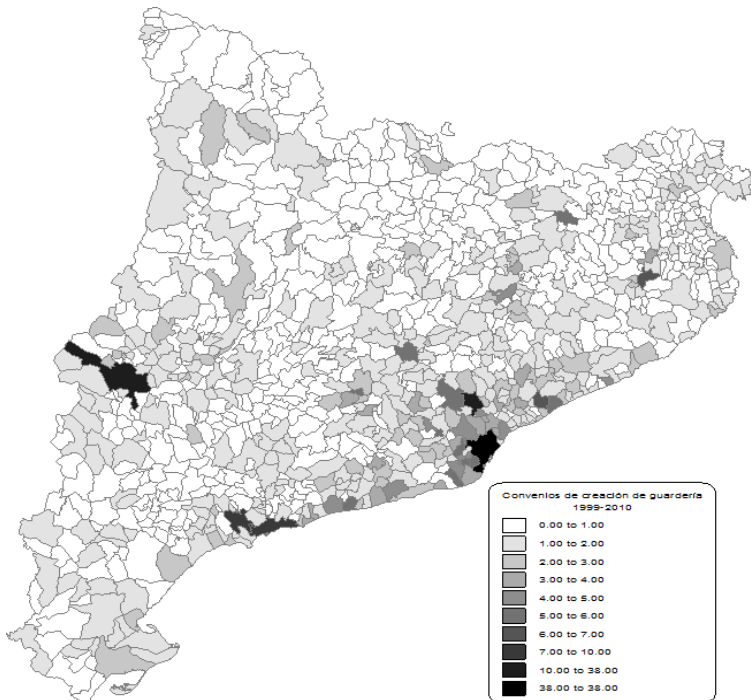 Convenios de creación de guardería
1999-2010
0.00 to 1.00
1.00 to 2.00
2.00 to 3.00
3.00 to 4.00
4.00 to 5.00
5.00 to 6.00
6.00 to 7.00
7.00 to 10.00
10.00 to 38.00
38.00 to 38.00